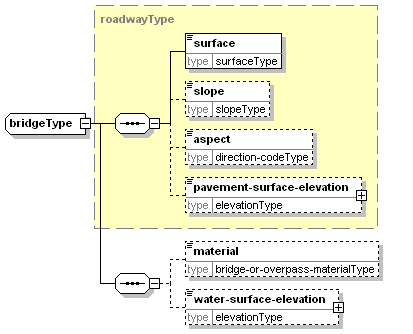 roadwayType
surface
type surfaceType
slope
type slopeType
aspect
type direction-codeType
bridgeType
pavement-surface-elevation
type elevationType
material
type bridge-or-overpass-materialType
water-surface-elevation
type elevationType